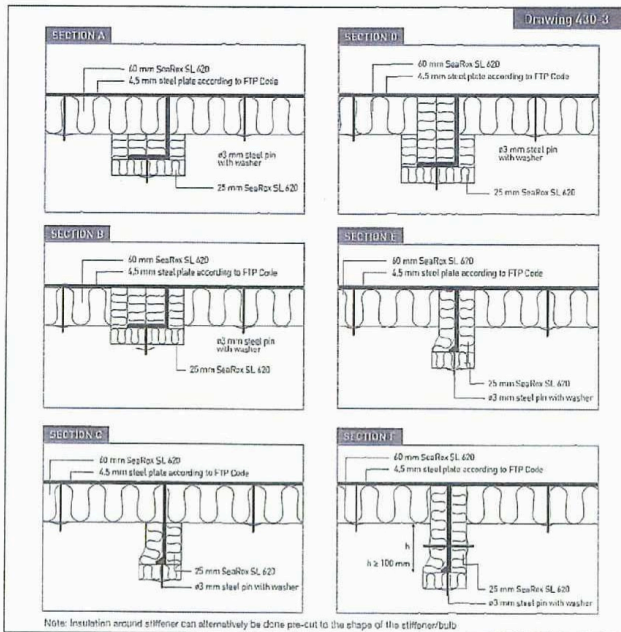 Drawing 430-3
SECTION A
60 mm SeaRox SL 620
4,5 mm steel plate according to FTP Code
ø3 mm steel pin
with washer
25 mm SeaRox SL 620
SECTION D
60 mm SeaRox SL 620
4,5 mm steel plate according to FTP Code
ø3 mm steel pin
with washer
25 mm SeaRox SL 620
SECTION B
60 mm SeaRox SL 620
4,5 mm steel plate according to FTP Code
ø3 mm steel pin
with washer
25 mm SeaRox SL 620
SECTION E
60 mm SeaRox SL 620
4,5 mm steel plate according to FTP Code
25 mm SeaRox SL 620
ø3 mm steel pin with washer
SECTION C
60 mm SeaRox SL 620
4,5 mm steel plate according to FTP Code
25 mm SeaRox SL 620
ø3 mm steel pin with washer
SECTION F
60 mm SeaRox SL 620
4,5 mm steel plate according to FTP Code
h
h ≥ 100 mm
25 mm SeaRox SL 620
ø3 mm steel pin with washer
Note: Insulation around stiffener can alternatively be done pre-cut to the shape of the stiffener/bulb